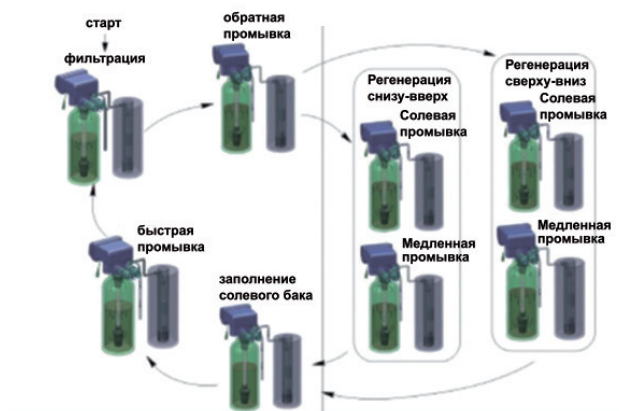 старт
фильтрация
обратная
промывка
Регенерация
снизу-вверх
Солевая
промывка
Медленная
промывка
Регенерация
сверху-вниз
Солевая
промывка
Медленная
промывка
заполнение
солевого бака
быстрая
промывка